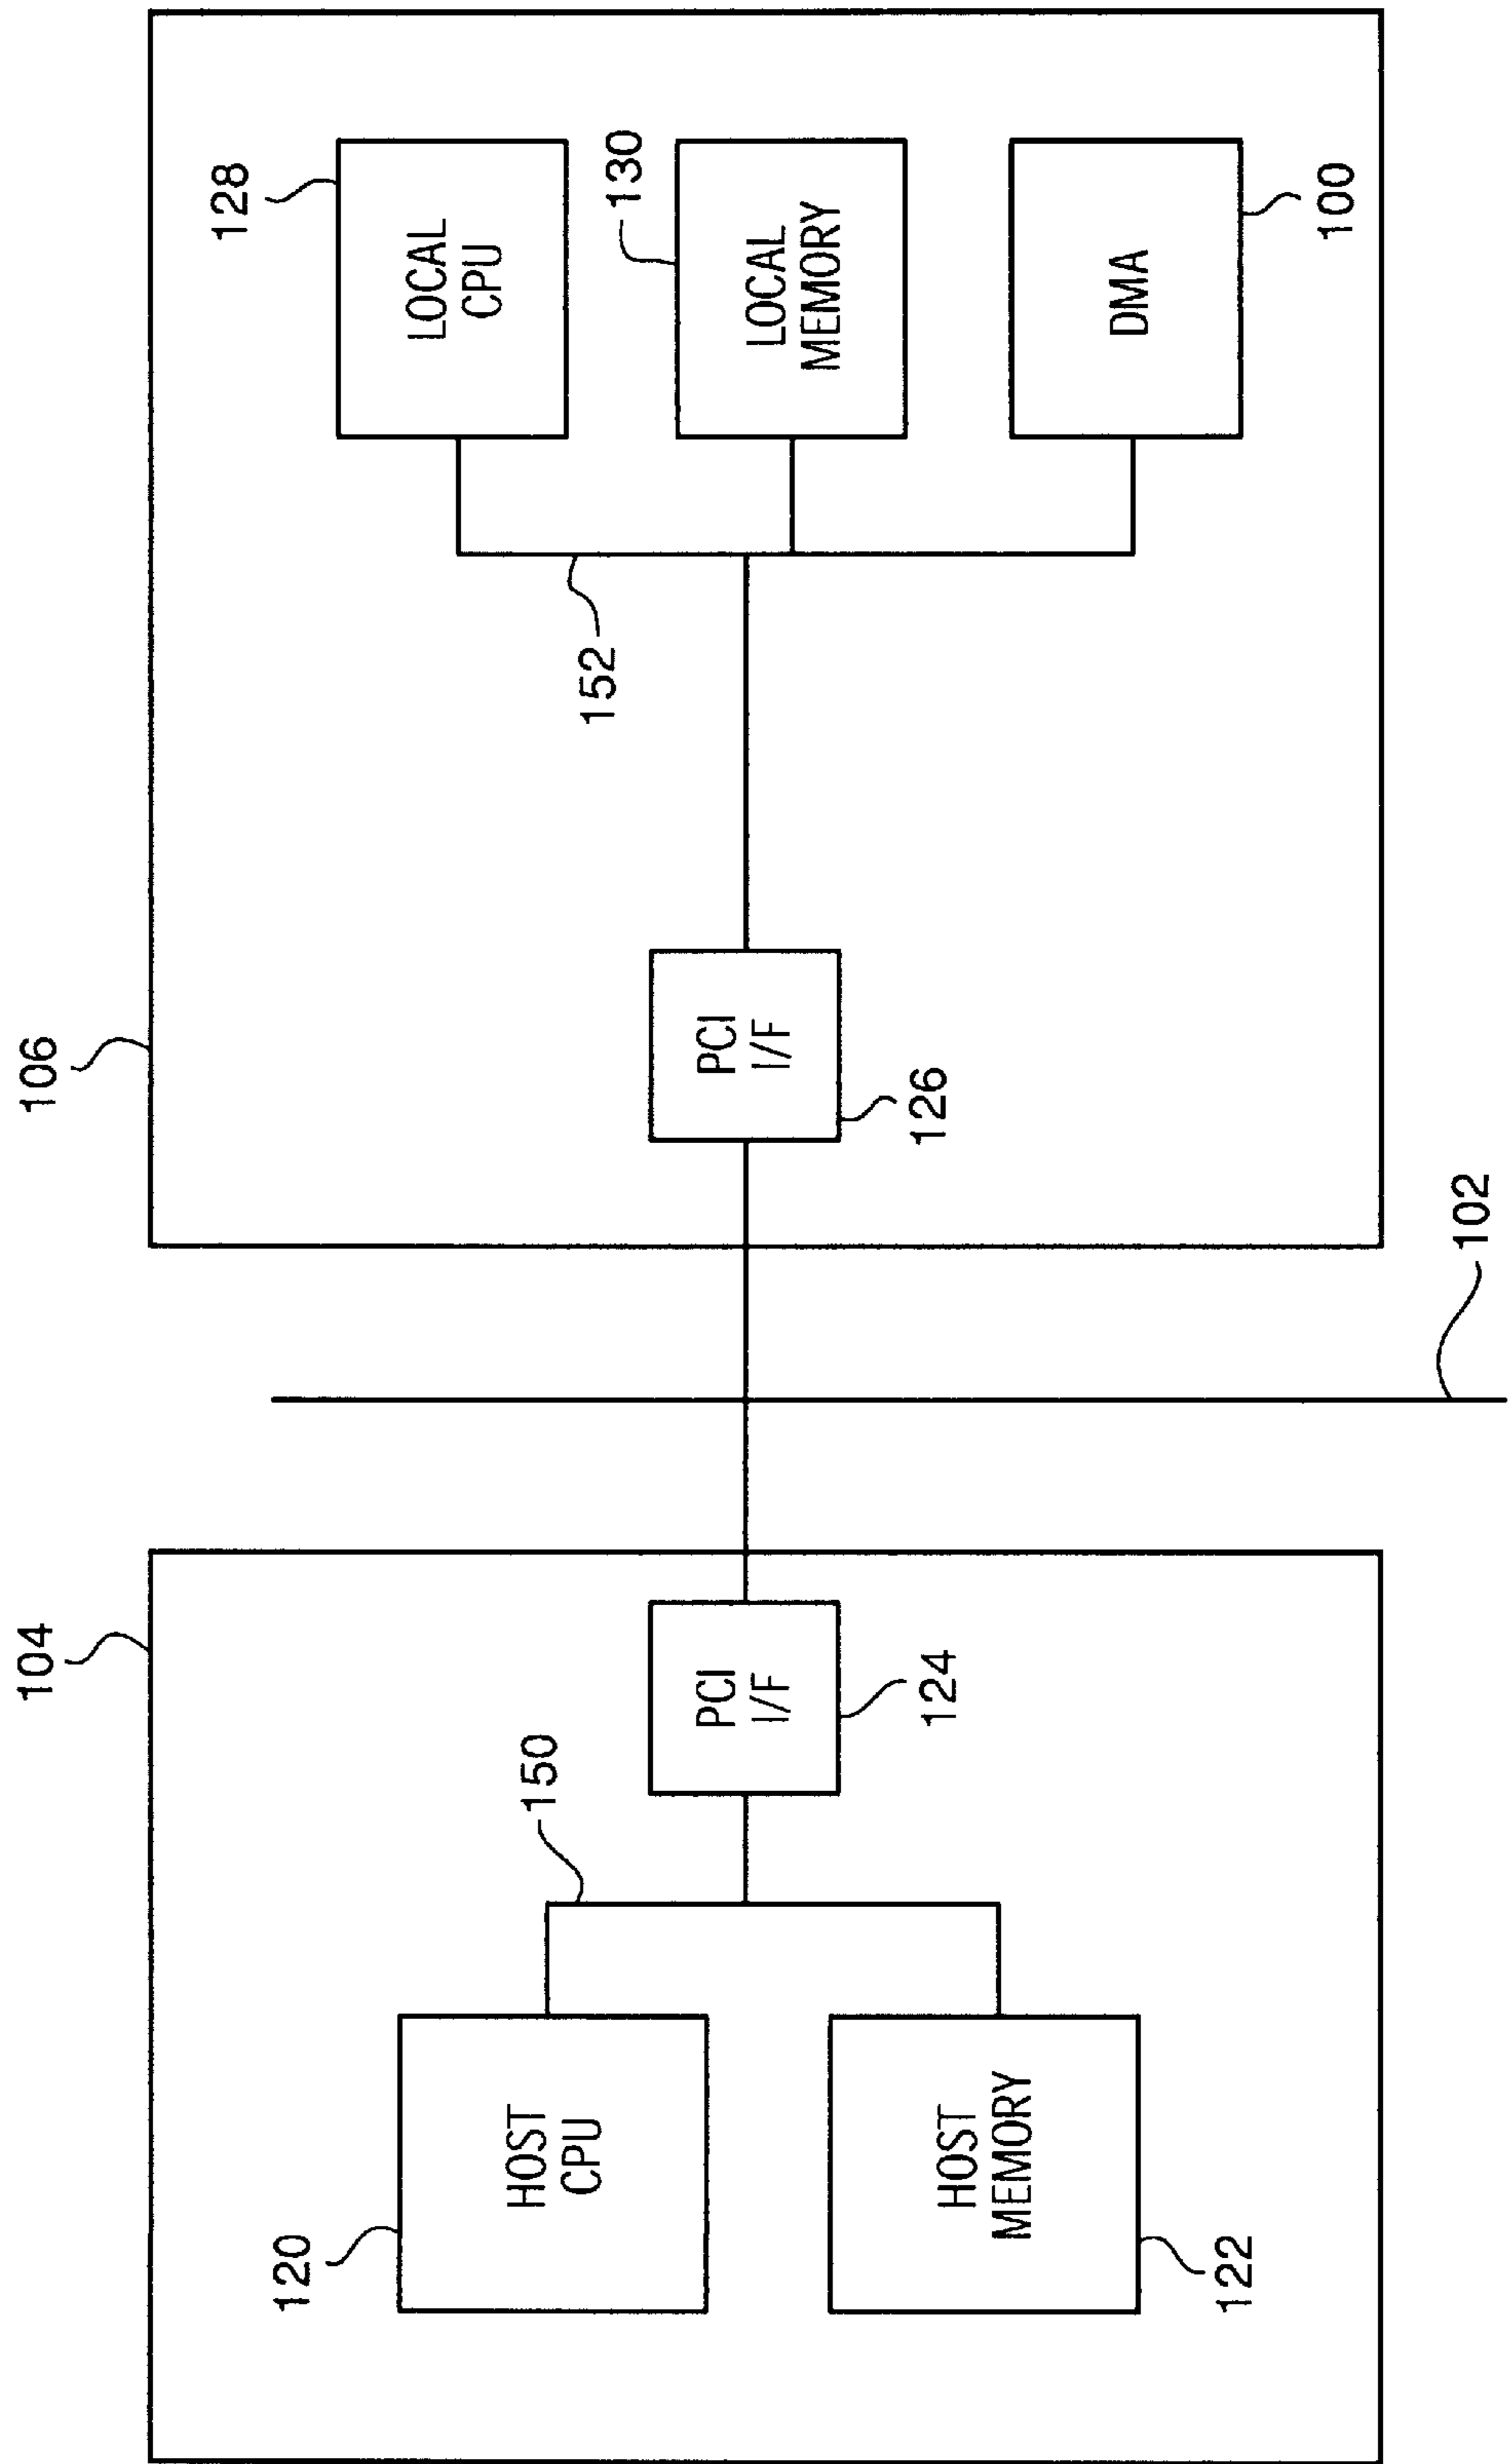 104
106
120
HOST
CPU
150
PCI
I/F
124
HOST
MEMORY
122
102
PCI
I/F
126
152
128
LOCAL
CPU
130
LOCAL
MEMORY
DMA
100